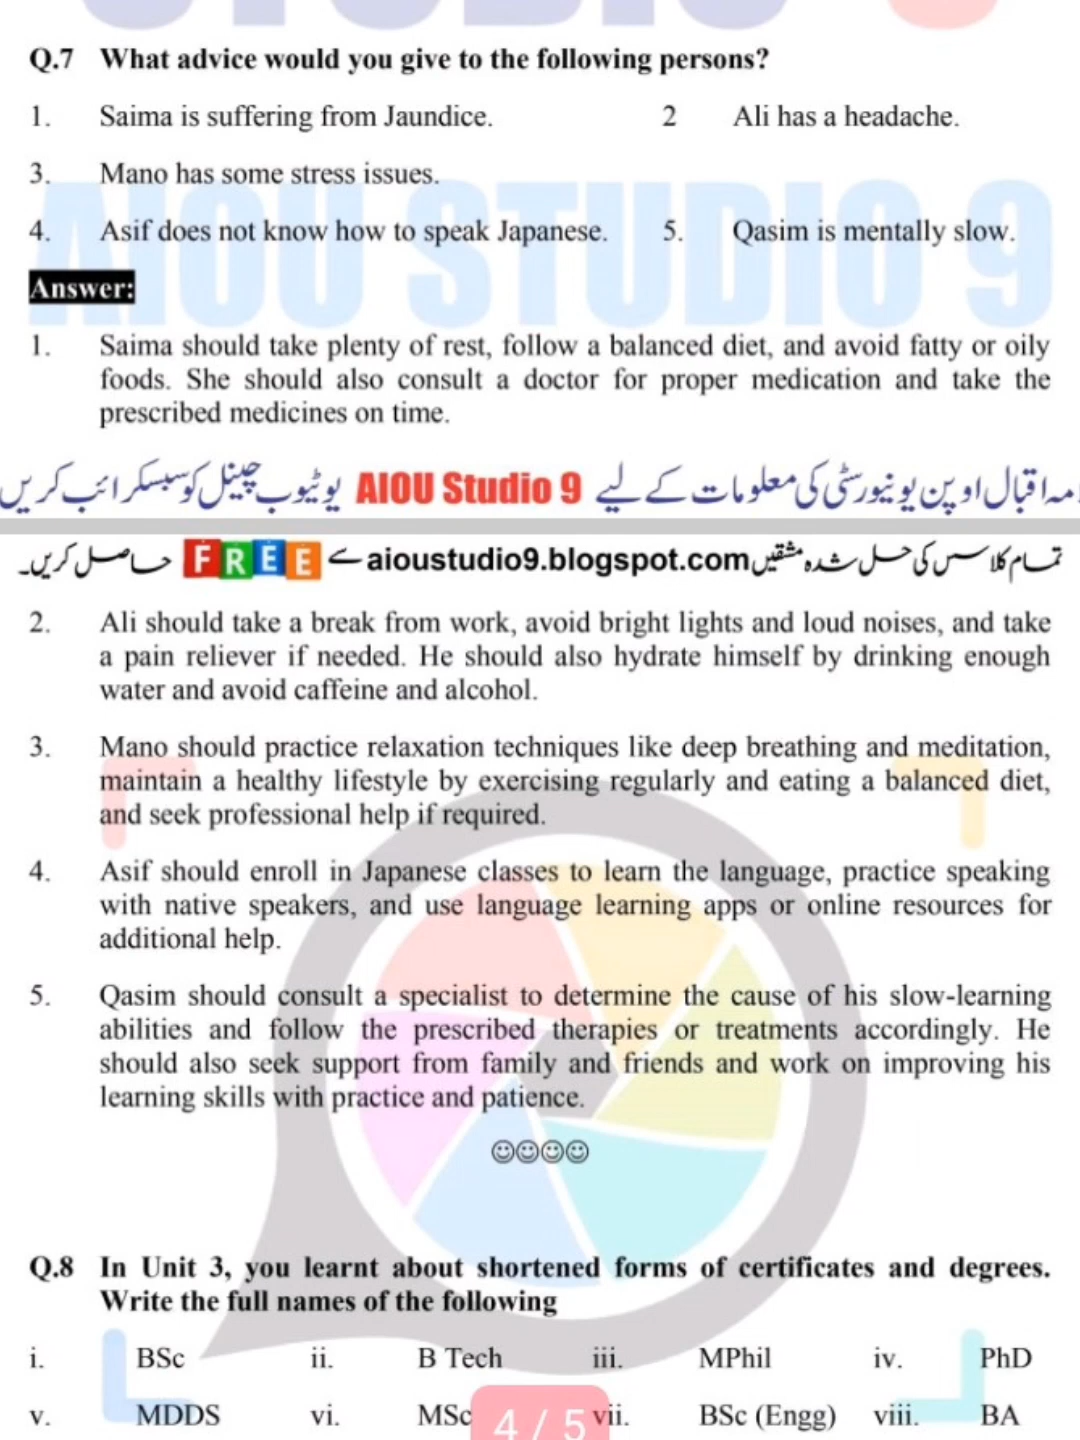 Q.7 What advice would you give to the following persons?
1. Saima is suffering from Jaundice. 2 Ali has a headache.
3. Mano has some stress issues.
4. Asif does not know how to speak Japanese. 5. Qasim is mentally slow.
AIOU STUDIO 9
Answer:
1. Saima should take plenty of rest, follow a balanced diet, and avoid fatty or oily
foods. She should also consult a doctor for proper medication and take the
prescribed medicines on time.
امہ اقبال اوپن یونیورسٹی کی معلومات کے لیے AIOU Studio 9 یوٹیوب چینل کو سبسکرائب کریں
تمام کلاسس کی حل شدہ مشقیں aioustudio9.blogspot.com سے FREE حاصل کریں۔
2. Ali should take a break from work, avoid bright lights and loud noises, and take
a pain reliever if needed. He should also hydrate himself by drinking enough
water and avoid caffeine and alcohol.
3. Mano should practice relaxation techniques like deep breathing and meditation,
maintain a healthy lifestyle by exercising regularly and eating a balanced diet,
and seek professional help if required.
4. Asif should enroll in Japanese classes to learn the language, practice speaking
with native speakers, and use language learning apps or online resources for
additional help.
5. Qasim should consult a specialist to determine the cause of his slow-learning
abilities and follow the prescribed therapies or treatments accordingly. He
should also seek support from family and friends and work on improving his
learning skills with practice and patience.
☺☺☺☺
Q.8 In Unit 3, you learnt about shortened forms of certificates and degrees.
Write the full names of the following
i. BSc ii. B Tech iii. MPhil iv. PhD
v. MDDS vi. MSc vii. BSc (Engg) viii. BA
4 / 5